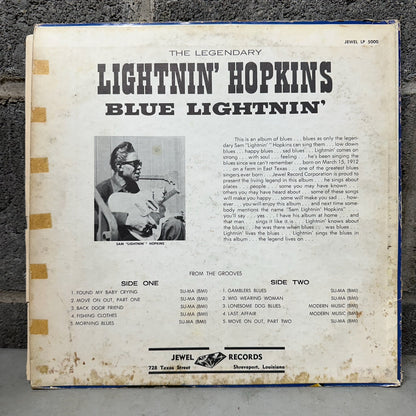 JEWEL LP 5000
THE LEGENDARY
LIGHTNIN' HOPKINS
BLUE LIGHTNIN'
This is an album of blues . . . blues as only the legen-
dary Sam "Lightnin' " Hopkins can sing them . . . low down
blues . . . happy blues . . . sad blues . . . Lightnin' comes on
strong . . . with soul . . . feeling . . . he's been singing the
blues since we can't remember . . . born on March 15, 1912
. . . on a farm in East Texas . . . one of the greatest blues
singers ever born . . . Jewel Record Corporation is proud to
present the living legend in this album . . . he sings about
places . . . people . . . some you may have known . . .
others you may have heard about . . . some of these songs
will make you happy . . . some will make you sad . . . how-
ever . . . you will enjoy this album . . . and next time some-
body mentions the name "Sam Lightnin' Hopkins" . . .
you'll say . . . yes . . . I have his album at home . . . and
that man . . . sings it like it is . . . Lightnin' knows about
the blues . . . he was there when blues . . . was blues . . .
Lightnin' lives the blues . . . Lightnin' sings the blues in
this album . . . the legend lives on . . .
SAM "LIGHTNIN' " HOPKINS
FROM THE GROOVES
SIDE ONE
1. FOUND MY BABY CRYING SU-MA (BMI)
2. MOVE ON OUT, PART ONE SU-MA (BMI)
3. BACK DOOR FRIEND SU-MA (BMI)
4. FISHING CLOTHES SU-MA (BMI)
5. MORNING BLUES SU-MA (BMI)
SIDE TWO
1. GAMBLERS BLUES SU-MA (BMI)
2. WIG WEARING WOMAN SU-MA (BMI)
3. LONESOME DOG BLUES MODERN MUSIC (BMI)
4. LAST AFFAIR MODERN MUSIC (BMI)
5. MOVE ON OUT, PART TWO SU-MA (BMI)
JEWEL RECORDS
728 Texas Street Shreveport, Louisiana